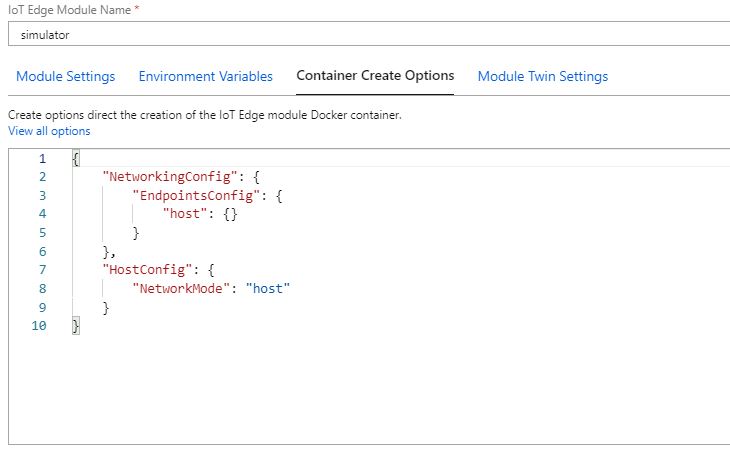 IoT Edge Module Name *
simulator
Module Settings Environment Variables Container Create Options Module Twin Settings
Create options direct the creation of the IoT Edge module Docker container.
View all options
1 {
2 "NetworkingConfig": {
3 "EndpointsConfig": {
4 "host": {}
5 }
6 },
7 "HostConfig": {
8 "NetworkMode": "host"
9 }
10 }